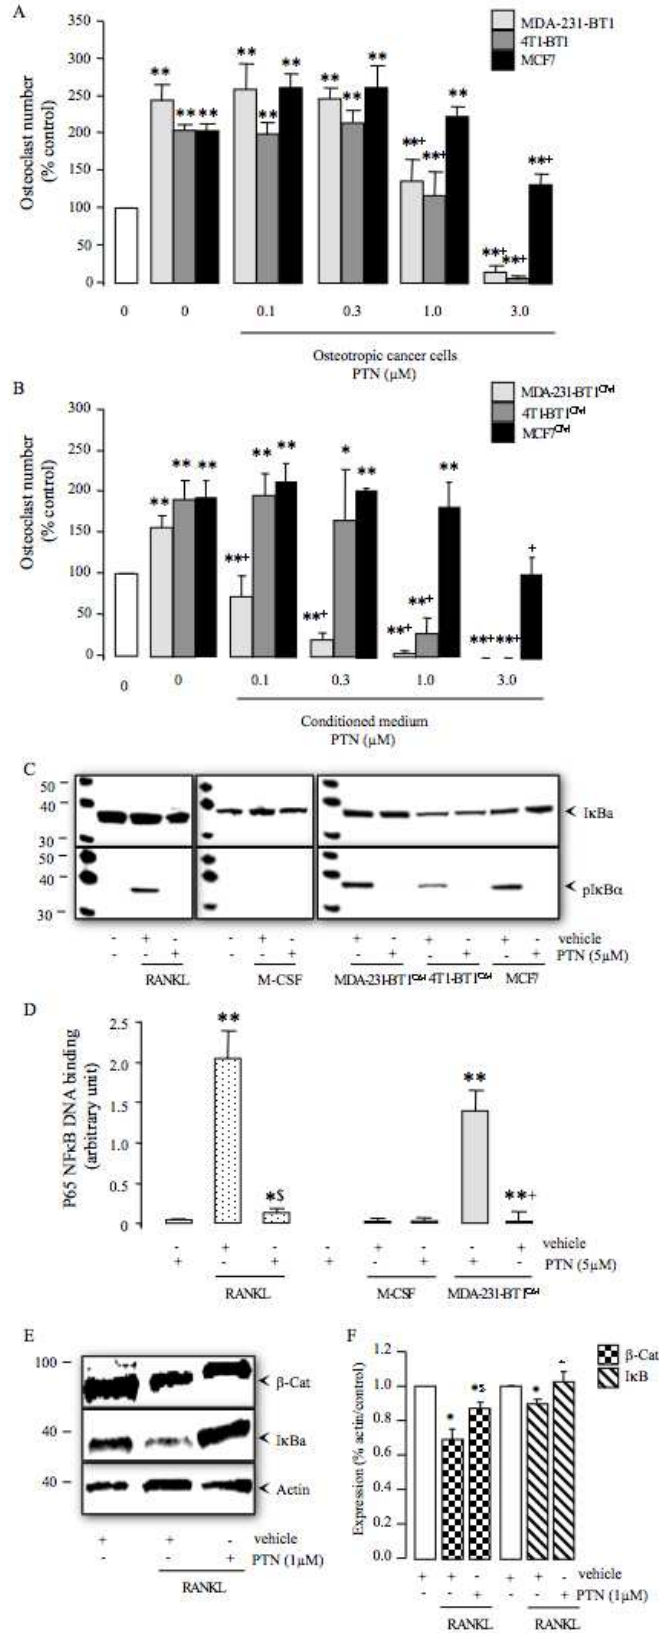 A
350
300
250
200
150
100
50
0
Osteoclast number
(% control)
MDA-231-BT1
4T1-BT1
MCF7
** ** ** ** ** ** ** ** ** **+ **+ ** **+ **+ **+
0 0 0.1 0.3 1.0 3.0
Osteotropic cancer cells
PTN (µM)
B
300
250
200
150
100
50
0
Osteoclast number
(% control)
MDA-231-BT1
4T1-BT1
MCF7
** ** ** **+ ** ** **+ * ** **+ **+ ** **+ **+ +
0 0 0.1 0.3 1.0 3.0
Conditioned medium
PTN (µM)
C
50
40
30
50
40
30
IκBa
pIκBα
- + - - + - + - + - + - vehicle
- - + - - + - + - + - + PTN (5µM)
RANKL M-CSF MDA-231-BT1 4T1-BT1 MCF7
D
2.5
2.0
1.5
1.0
0.5
0
P65 NFκB DNA binding
(arbitrary unit)
** *$ ** **+
- + - - + - - + vehicle
+ - + + - + + - PTN (5µM)
RANKL M-CSF MDA-231-BT1
E
100
40
40
β-Cat
IκBa
Actin
+ + - vehicle
- - + PTN (1µM)
RANKL
F
1.2
1.0
0.8
0.6
0.4
0.2
0.0
Expression (% actin/control)
β-Cat
IκB
* *$ *
+ + - + + - vehicle
- - + - - + PTN (1µM)
RANKL RANKL